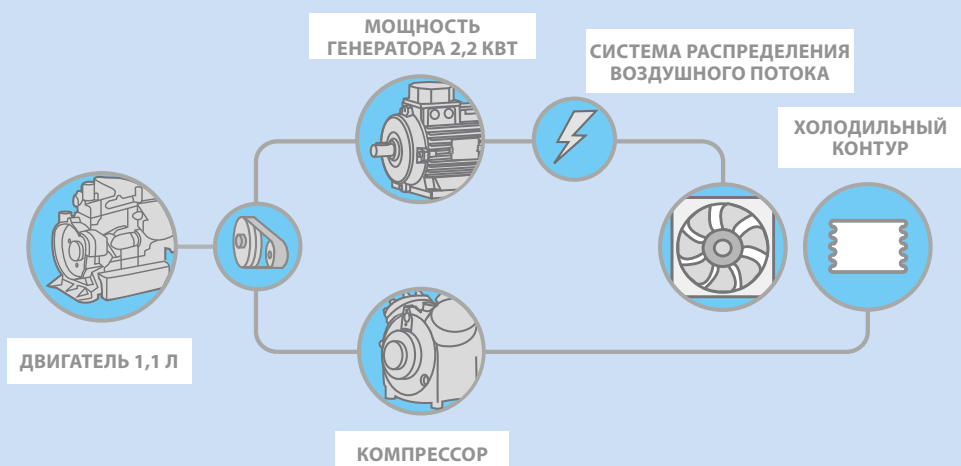 МОЩНОСТЬ
ГЕНЕРАТОРА 2,2 КВТ
СИСТЕМА РАСПРЕДЕЛЕНИЯ
ВОЗДУШНОГО ПОТОКА
ХОЛОДИЛЬНЫЙ
КОНТУР
ДВИГАТЕЛЬ 1,1 Л
КОМПРЕССОР